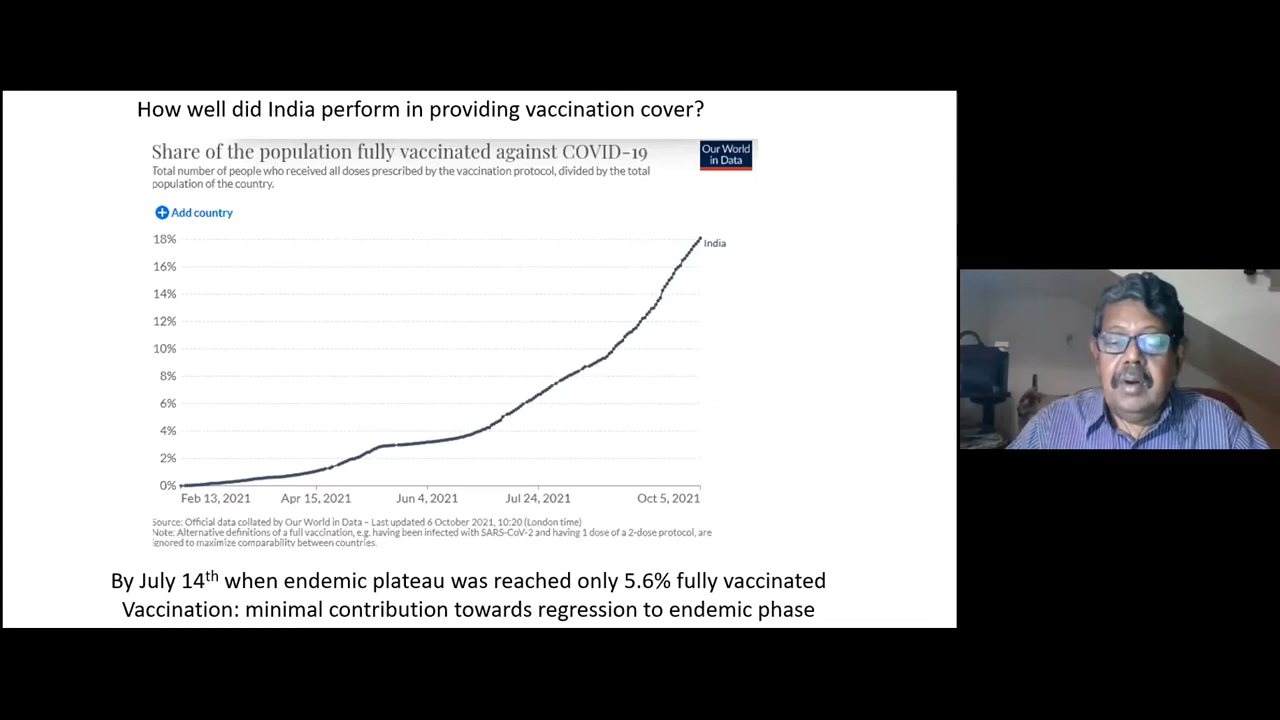 How well did India perform in providing vaccination cover?
Share of the population fully vaccinated against COVID-19
Our World
in Data
Total number of people who received all doses prescribed by the vaccination protocol, divided by the total
population of the country.
Add country
18%
India
16%
14%
12%
10%
8%
6%
4%
2%
0%
Feb 13, 2021 Apr 15, 2021 Jun 4, 2021 Jul 24, 2021 Oct 5, 2021
Source: Official data collated by Our World in Data – Last updated 6 October 2021, 10:20 (London time)
Note: Alternative definitions of a full vaccination, e.g. having been infected with SARS-CoV-2 and having 1 dose of a 2-dose protocol, are
ignored to maximize comparability between countries.
By July 14th when endemic plateau was reached only 5.6% fully vaccinated
Vaccination: minimal contribution towards regression to endemic phase